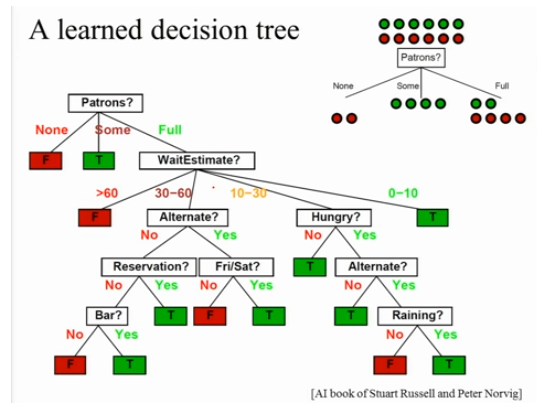 A learned decision tree
Patrons?
None Some Full
Patrons?
None Some Full
F T WaitEstimate?
>60 30−60 10−30 0−10
F Alternate? Hungry? T
No Yes No Yes
Reservation? Fri/Sat? T Alternate?
No Yes No Yes No Yes
Bar? T F T T Raining?
No Yes No Yes
F T F T
[AI book of Stuart Russell and Peter Norvig]